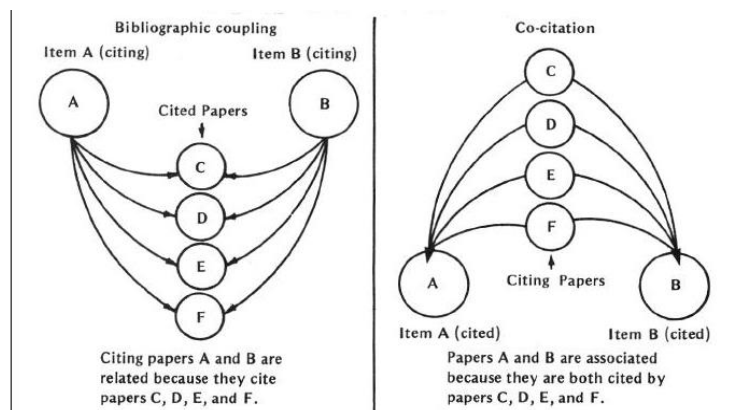 Bibliographic coupling
Item A (citing)
Item B (citing)
A
B
Cited Papers
C
D
E
F
Citing papers A and B are
related because they cite
papers C, D, E, and F.
Co-citation
C
D
E
F
A
Citing Papers
B
Item A (cited)
Item B (cited)
Papers A and B are associated
because they are both cited by
papers C, D, E, and F.